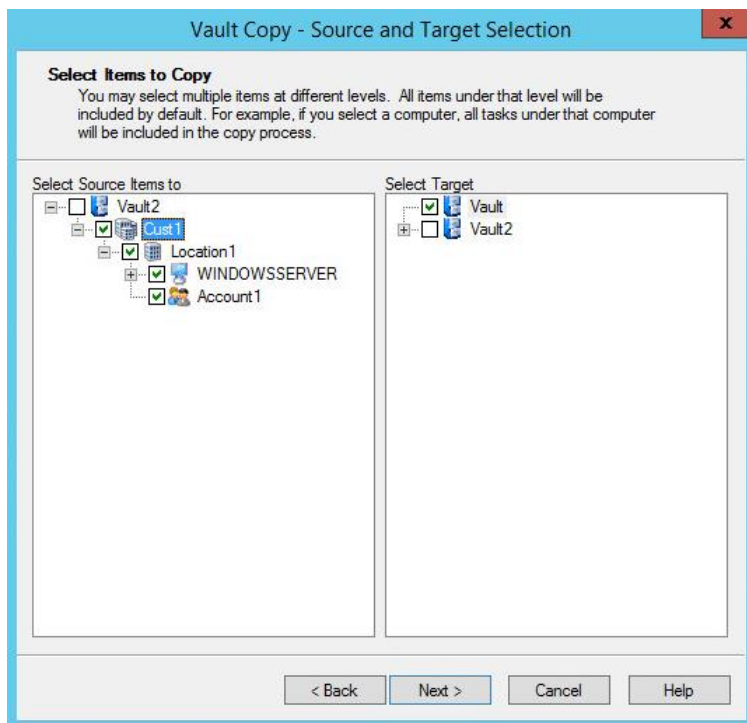 Vault Copy - Source and Target Selection
x
Select Items to Copy
You may select multiple items at different levels. All items under that level will be
included by default. For example, if you select a computer, all tasks under that computer
will be included in the copy process.
Select Source Items to
Vault2
Cust1
Location1
WINDOWSSERVER
Account1
Select Target
Vault
Vault2
< Back
Next >
Cancel
Help